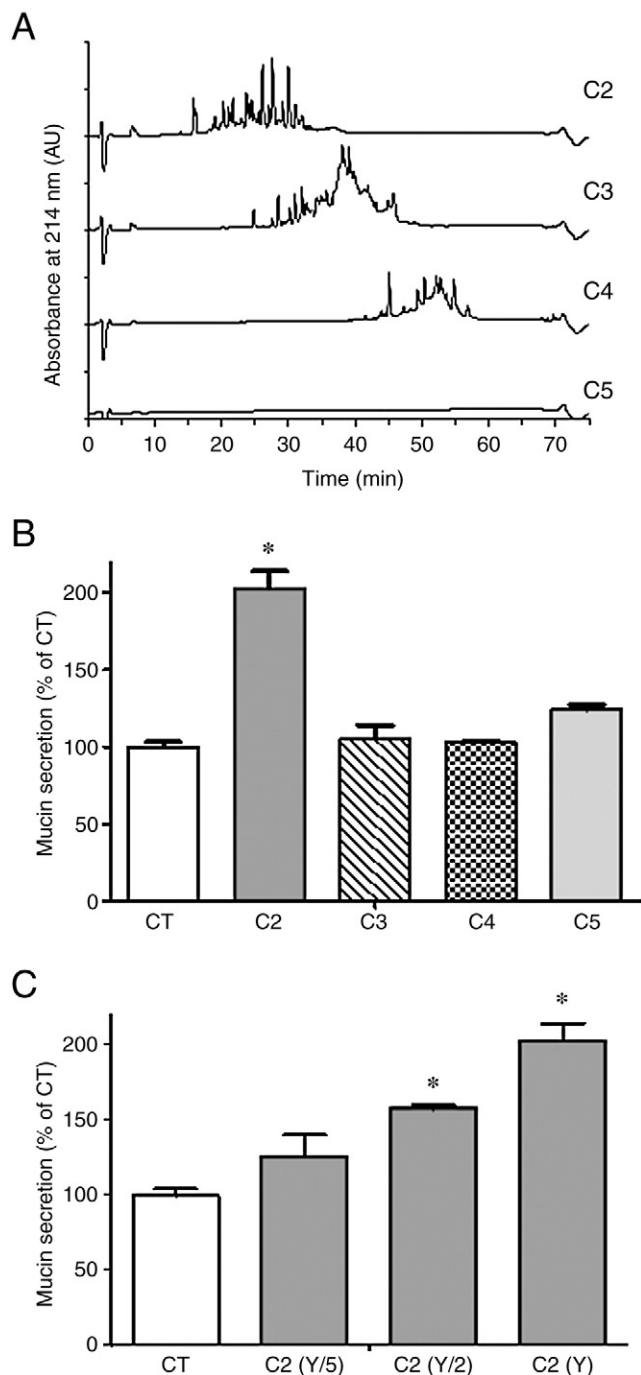 A
Absorbance at 214 nm (AU)
C2
C3
C4
C5
0 10 20 30 40 50 60 70
Time (min)
B
Mucin secretion (% of CT)
200
150
100
50
0
*
CT C2 C3 C4 C5
C
Mucin secretion (% of CT)
200
150
100
50
0
*
*
CT C2 (Y/5) C2 (Y/2) C2 (Y)